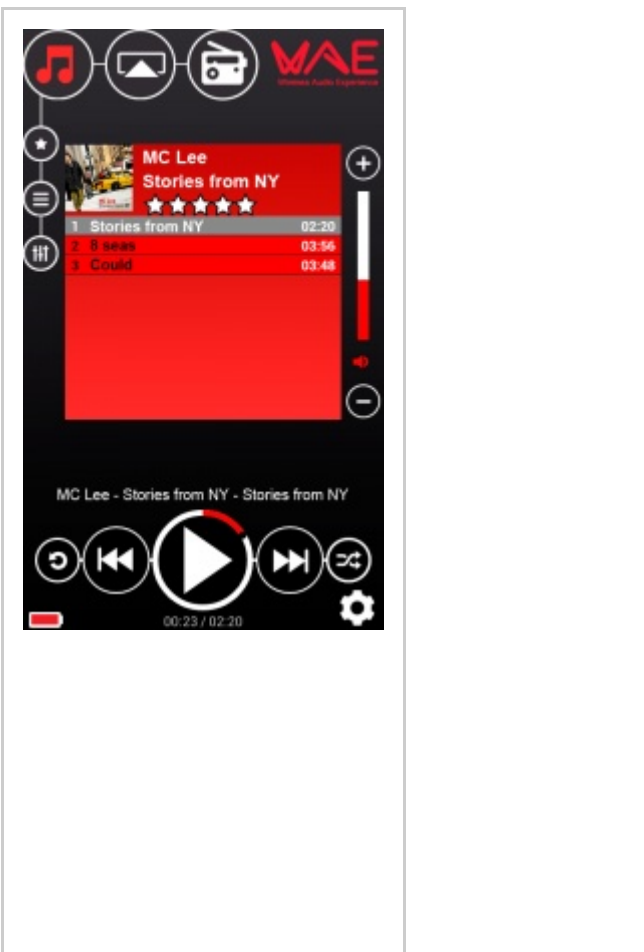 WAE
Wireless Audio Experience
MC Lee
Stories from NY
1 Stories from NY 02:20
2 8 seas 03:56
3 Could 03:48
MC Lee - Stories from NY - Stories from NY
00:23 / 02:20